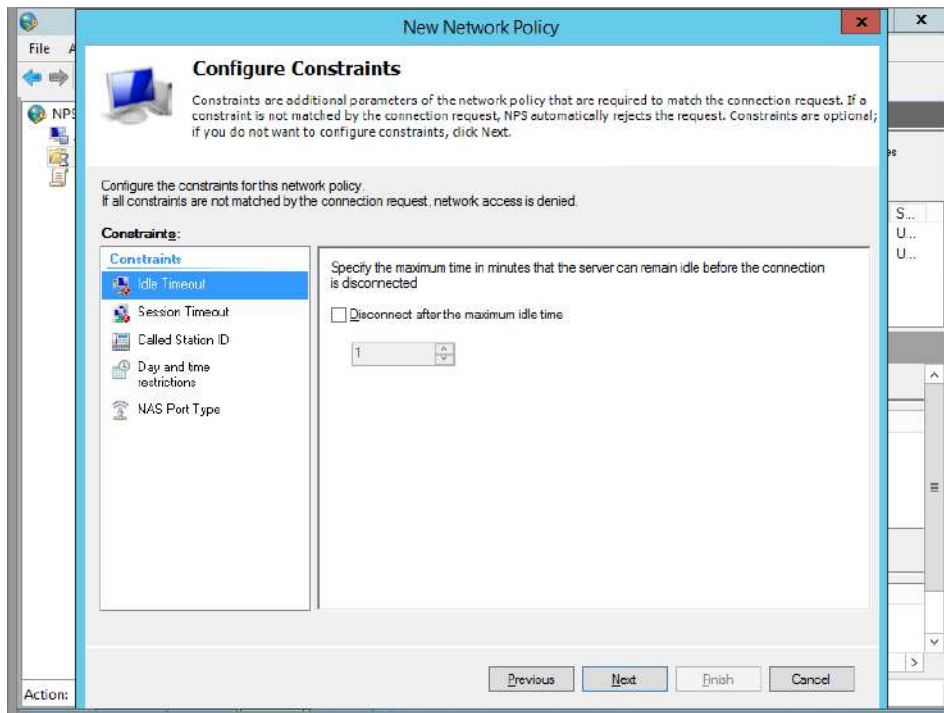 New Network Policy
File
NPS
Configure Constraints
Constraints are additional parameters of the network policy that are required to match the connection request. If a
constraint is not matched by the connection request, NPS automatically rejects the request. Constraints are optional;
if you do not want to configure constraints, click Next.
Configure the constraints for this network policy.
If all constraints are not matched by the connection request, network access is denied.
Constraints:
Constraints
Idle Timeout
Session Timeout
Called Station ID
Day and time
restrictions
NAS Port Type
Specify the maximum time in minutes that the server can remain idle before the connection
is disconnected
Disconnect after the maximum idle time
1
S...
U...
U...
Previous Next Finish Cancel
Action: